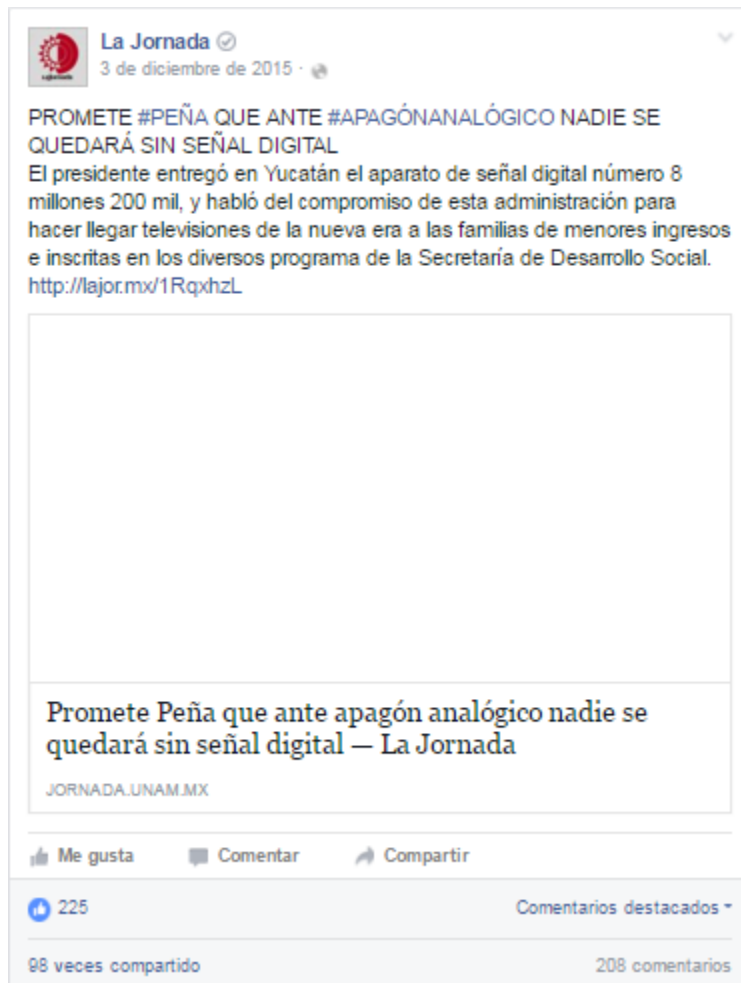 La Jornada
3 de diciembre de 2015 ·
PROMETE #PEÑA QUE ANTE #APAGÓNANALÓGICO NADIE SE
QUEDARÁ SIN SEÑAL DIGITAL
El presidente entregó en Yucatán el aparato de señal digital número 8
millones 200 mil, y habló del compromiso de esta administración para
hacer llegar televisiones de la nueva era a las familias de menores ingresos
e inscritas en los diversos programa de la Secretaría de Desarrollo Social.
http://lajor.mx/1RqxhzL
Promete Peña que ante apagón analógico nadie se
quedará sin señal digital — La Jornada
JORNADA.UNAM.MX
Me gusta Comentar Compartir
225 Comentarios destacados
98 veces compartido 208 comentarios